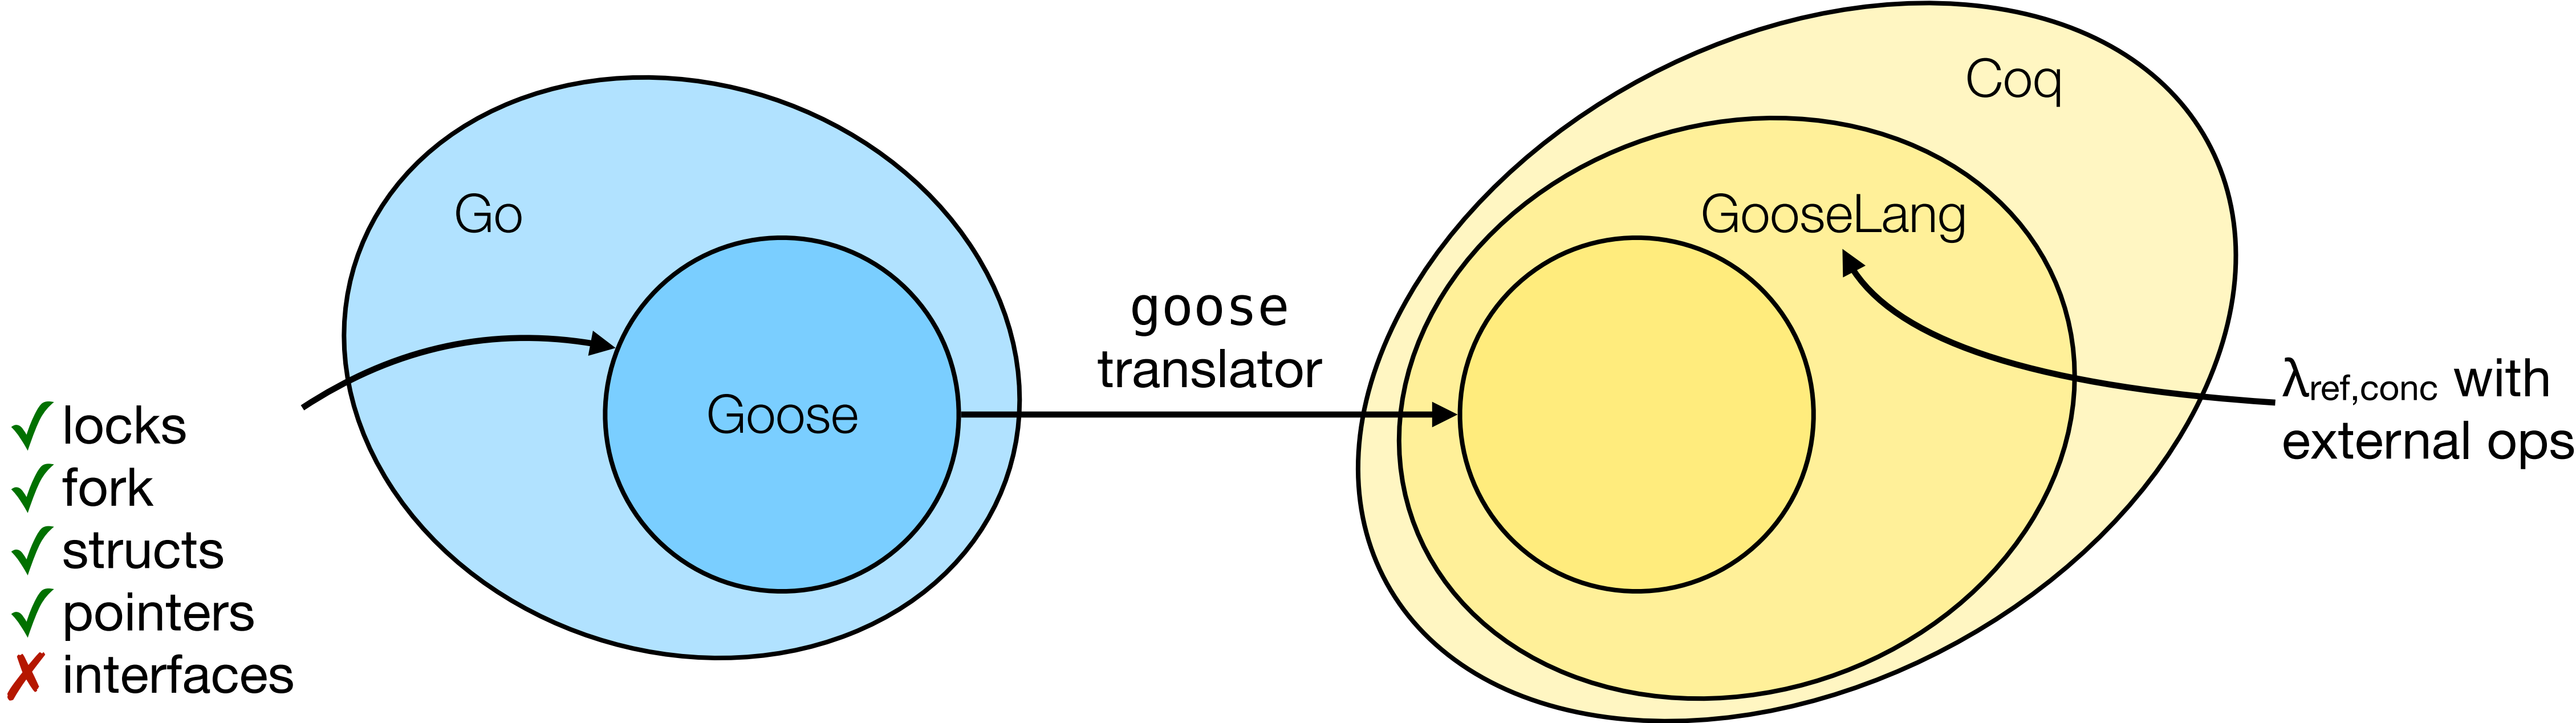 Go
Goose
✓ locks
✓ fork
✓ structs
✓ pointers
✗ interfaces
goose
translator
Coq
GooseLang
λref,conc with
external ops